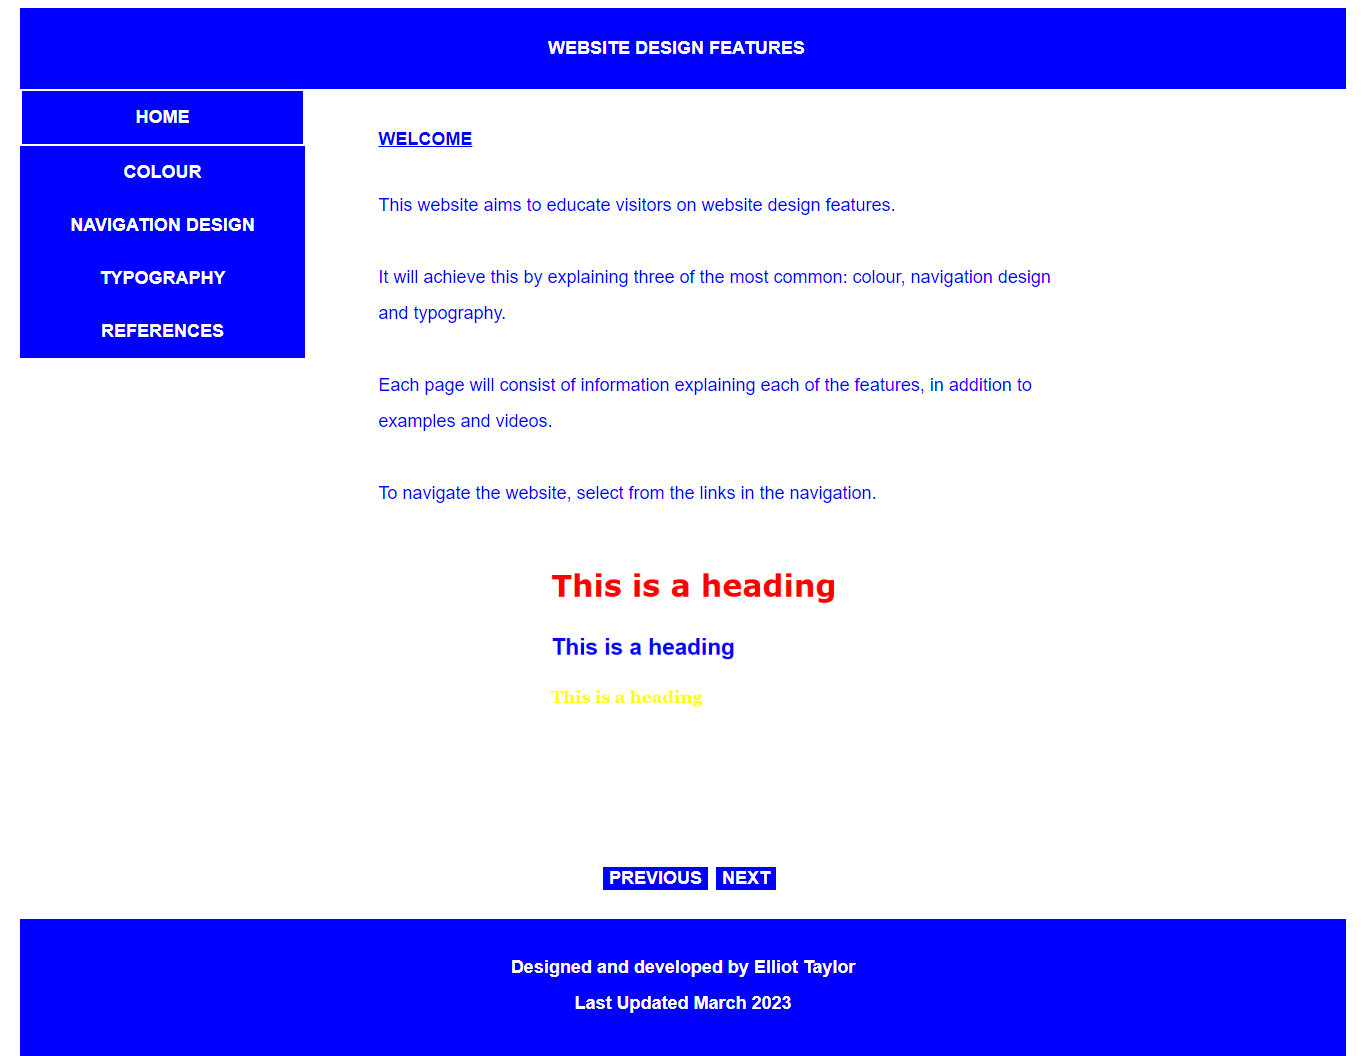 WEBSITE DESIGN FEATURES
HOME
COLOUR
NAVIGATION DESIGN
TYPOGRAPHY
REFERENCES
WELCOME
This website aims to educate visitors on website design features.
It will achieve this by explaining three of the most common: colour, navigation design
and typography.
Each page will consist of information explaining each of the features, in addition to
examples and videos.
To navigate the website, select from the links in the navigation.
This is a heading
This is a heading
This is a heading
PREVIOUS NEXT
Designed and developed by Elliot Taylor
Last Updated March 2023